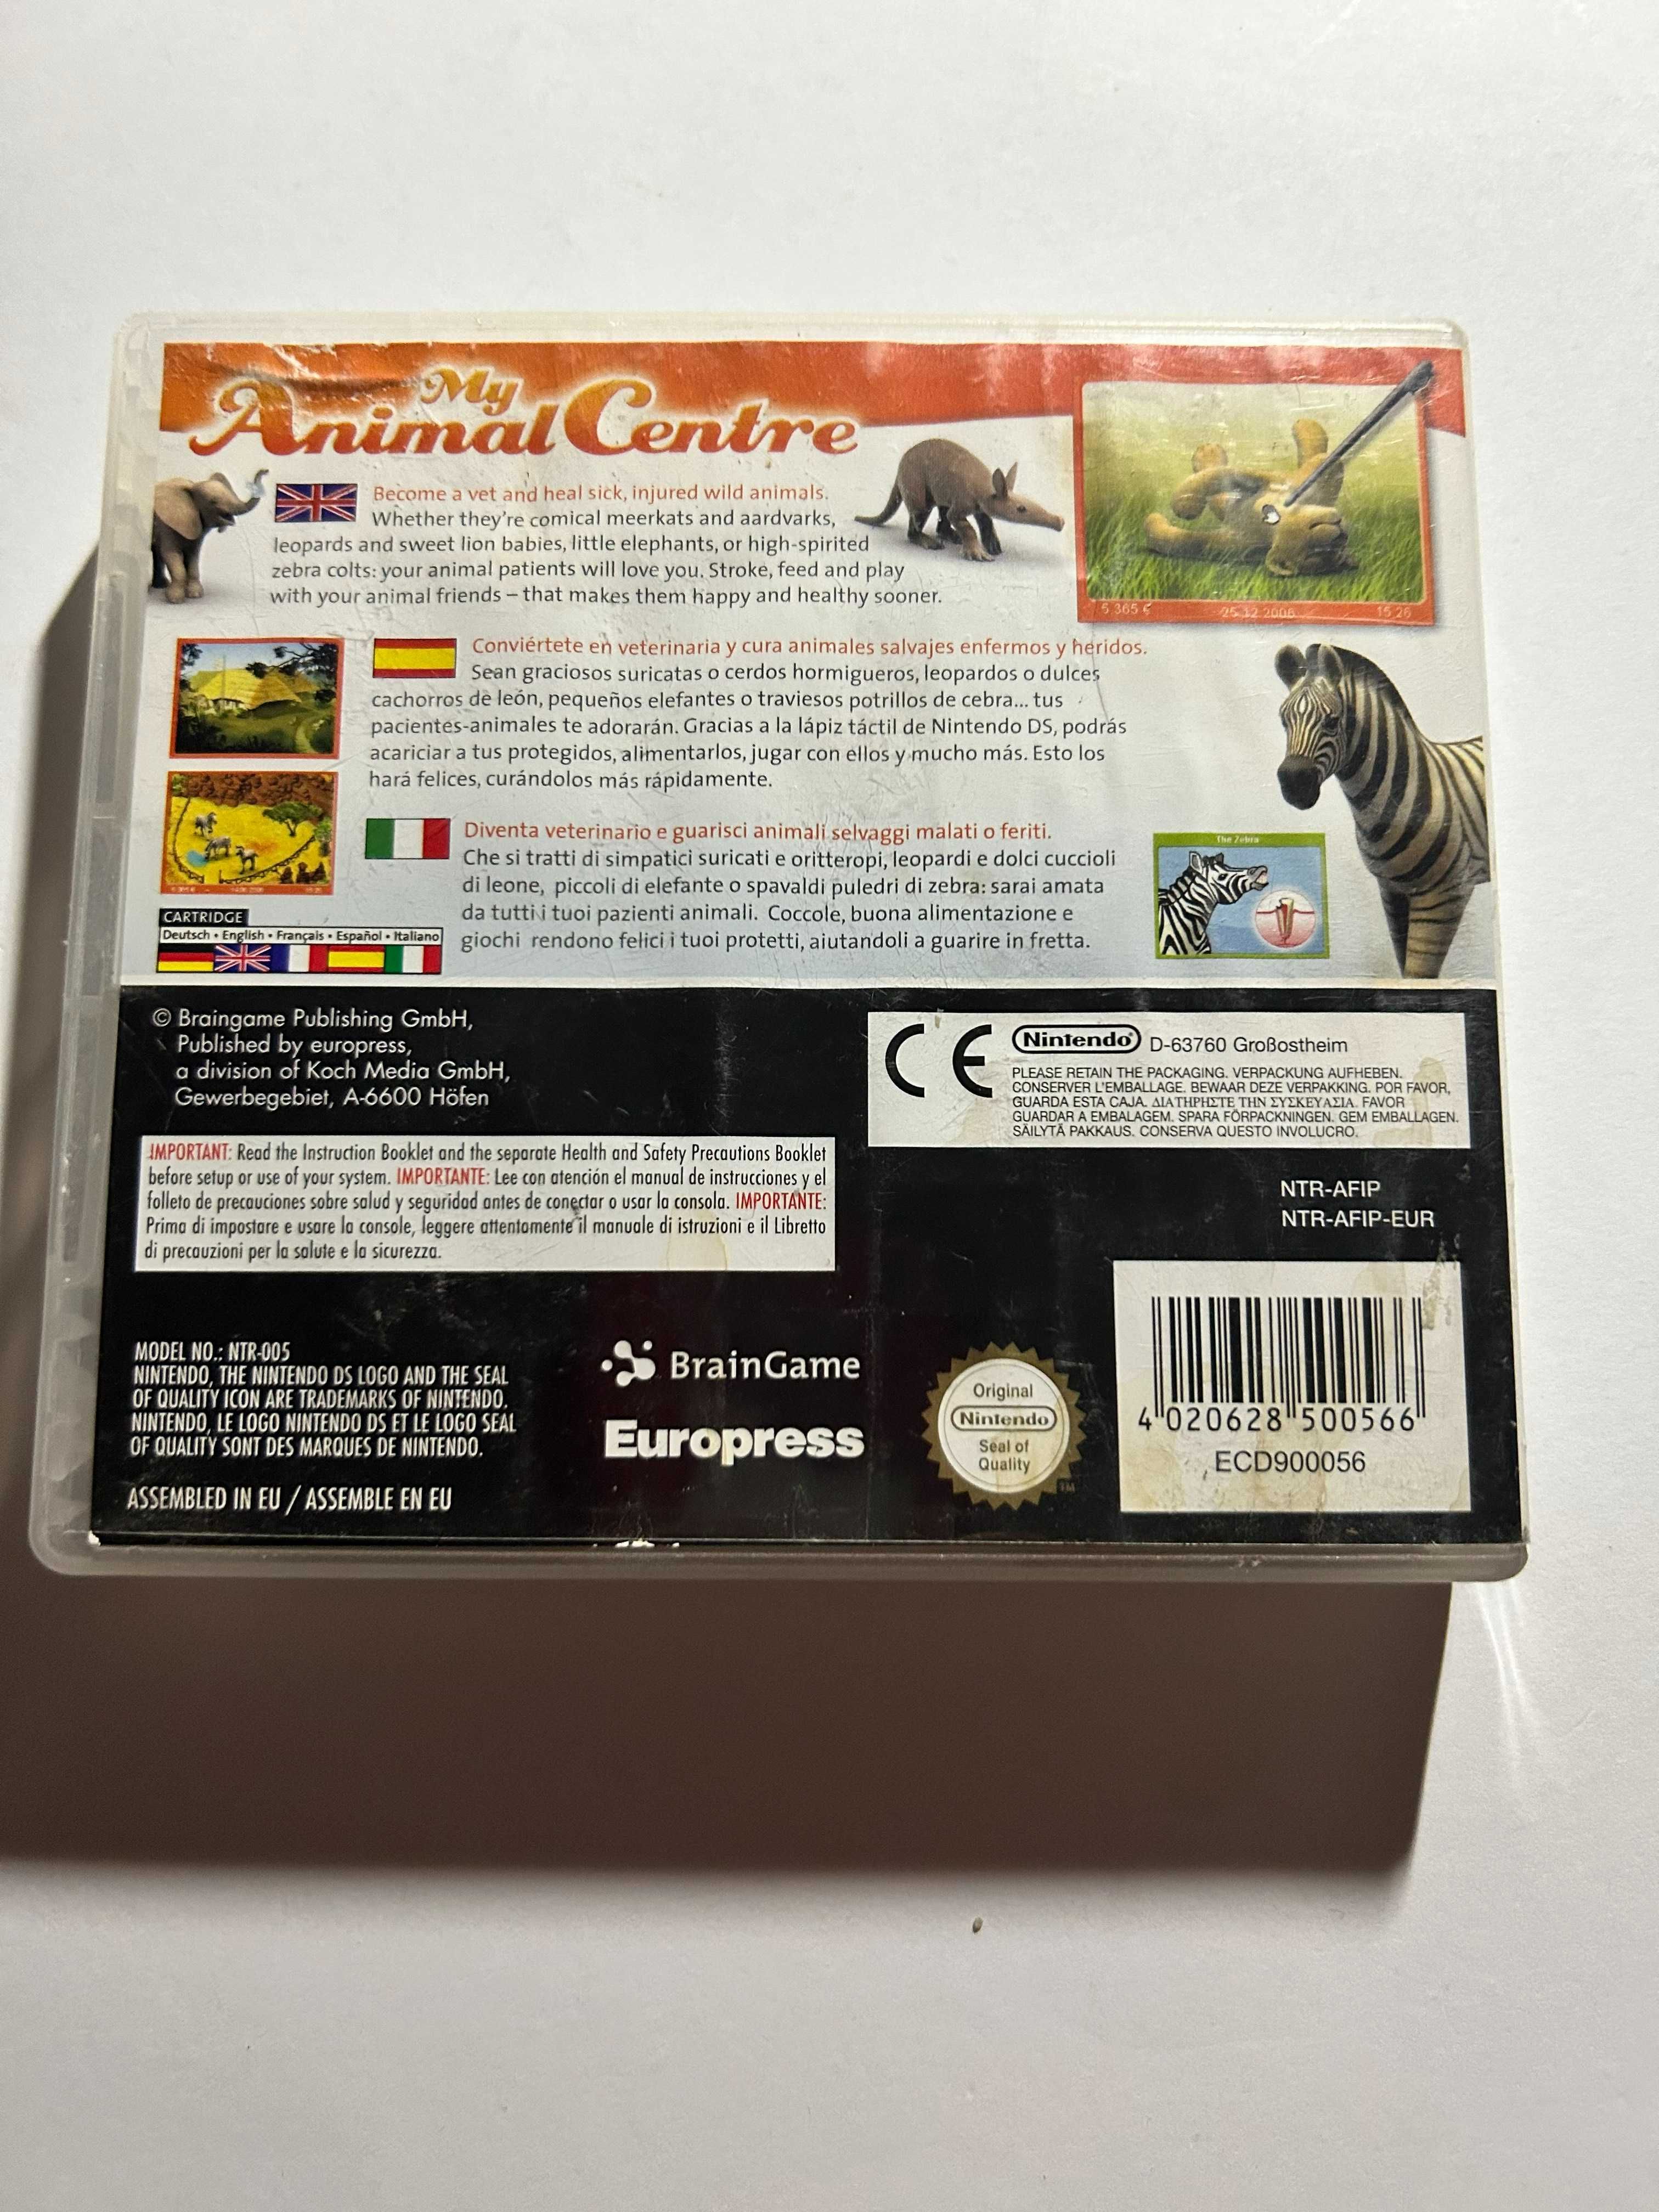 My
Animal Centre
Become a vet and heal sick, injured wild animals.
Whether they're comical meerkats and aardvarks,
leopards and sweet lion babies, little elephants, or high-spirited
zebra colts: your animal patients will love you. Stroke, feed and play
with your animal friends – that makes them happy and healthy sooner.
5 365 € 25.12.2006 15:26
Conviértete en veterinaria y cura animales salvajes enfermos y heridos.
Sean graciosos suricatas o cerdos hormigueros, leopardos o dulces
cachorros de león, pequeños elefantes o traviesos potrillos de cebra... tus
pacientes-animales te adorarán. Gracias a la lápiz táctil de Nintendo DS, podrás
acariciar a tus protegidos, alimentarlos, jugar con ellos y mucho más. Esto los
hará felices, curándolos más rápidamente.
Diventa veterinario e guarisci animali selvaggi malati o feriti.
Che si tratti di simpatici suricati e oritteropi, leopardi e dolci cuccioli
di leone, piccoli di elefante o spavaldi puledri di zebra: sarai amata
da tutti i tuoi pazienti animali. Coccole, buona alimentazione e
giochi rendono felici i tuoi protetti, aiutandoli a guarire in fretta.
The Zebra
CARTRIDGE
Deutsch • English • Français • Español • Italiano
© Braingame Publishing GmbH,
Published by europress,
a division of Koch Media GmbH,
Gewerbegebiet, A-6600 Höfen
CE
Nintendo® D-63760 Großostheim
PLEASE RETAIN THE PACKAGING. VERPACKUNG AUFHEBEN.
CONSERVER L'EMBALLAGE. BEWAAR DEZE VERPAKKING. POR FAVOR,
GUARDA ESTA CAJA. ΔΙΑΤΗΡΗΣΤΕ ΤΗΝ ΣΥΣΚΕΥΑΣΙΑ. FAVOR
GUARDAR A EMBALAGEM. SPARA FÖRPACKNINGEN. GEM EMBALLAGEN.
SÄILYTÄ PAKKAUS. CONSERVA QUESTO INVOLUCRO.
IMPORTANT: Read the Instruction Booklet and the separate Health and Safety Precautions Booklet
before setup or use of your system. IMPORTANTE: Lee con atención el manual de instrucciones y el
folleto de precauciones sobre salud y seguridad antes de conectar o usar la consola. IMPORTANTE:
Prima di impostare e usare la console, leggere attentamente il manuale di istruzioni e il Libretto
di precauzioni per la salute e la sicurezza.
NTR-AFIP
NTR-AFIP-EUR
MODEL NO.: NTR-005
NINTENDO, THE NINTENDO DS LOGO AND THE SEAL
OF QUALITY ICON ARE TRADEMARKS OF NINTENDO.
NINTENDO, LE LOGO NINTENDO DS ET LE LOGO SEAL
OF QUALITY SONT DES MARQUES DE NINTENDO.
ASSEMBLED IN EU / ASSEMBLE EN EU
BrainGame
Europress
Original
Nintendo
Seal of
Quality
TM
4 020628 500566
ECD900056